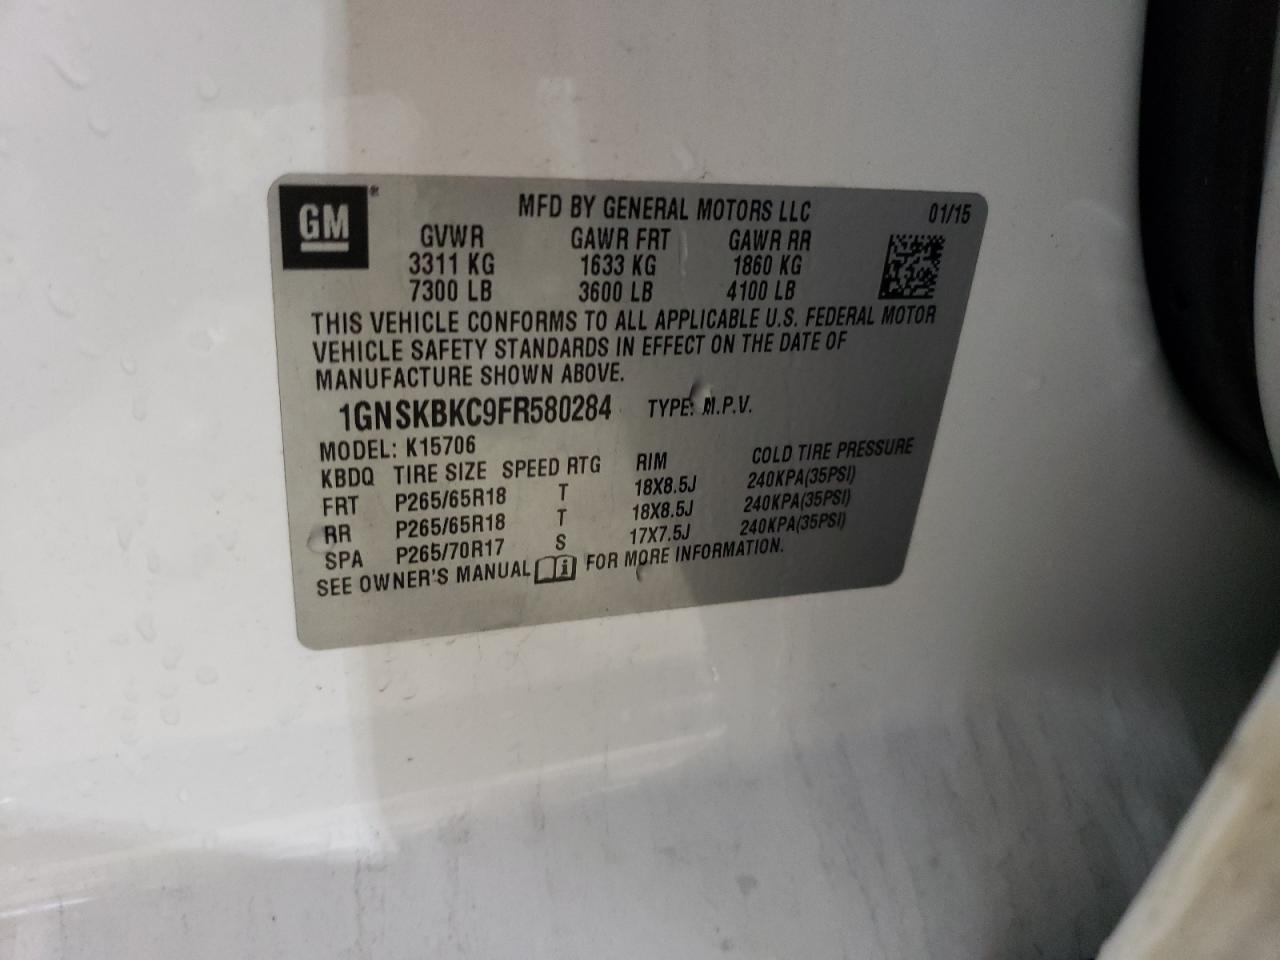 GM®
MFD BY GENERAL MOTORS LLC 01/15
GVWR GAWR FRT GAWR RR
3311 KG 1633 KG 1860 KG
7300 LB 3600 LB 4100 LB
THIS VEHICLE CONFORMS TO ALL APPLICABLE U.S. FEDERAL MOTOR
VEHICLE SAFETY STANDARDS IN EFFECT ON THE DATE OF
MANUFACTURE SHOWN ABOVE.
1GNSKBKC9FR580284 TYPE: M.P.V.
MODEL: K15706
KBDQ TIRE SIZE SPEED RTG RIM COLD TIRE PRESSURE
FRT P265/65R18 T 18X8.5J 240KPA(35PSI)
RR P265/65R18 T 18X8.5J 240KPA(35PSI)
SPA P265/70R17 S 17X7.5J 240KPA(35PSI)
SEE OWNER'S MANUAL i FOR MORE INFORMATION.